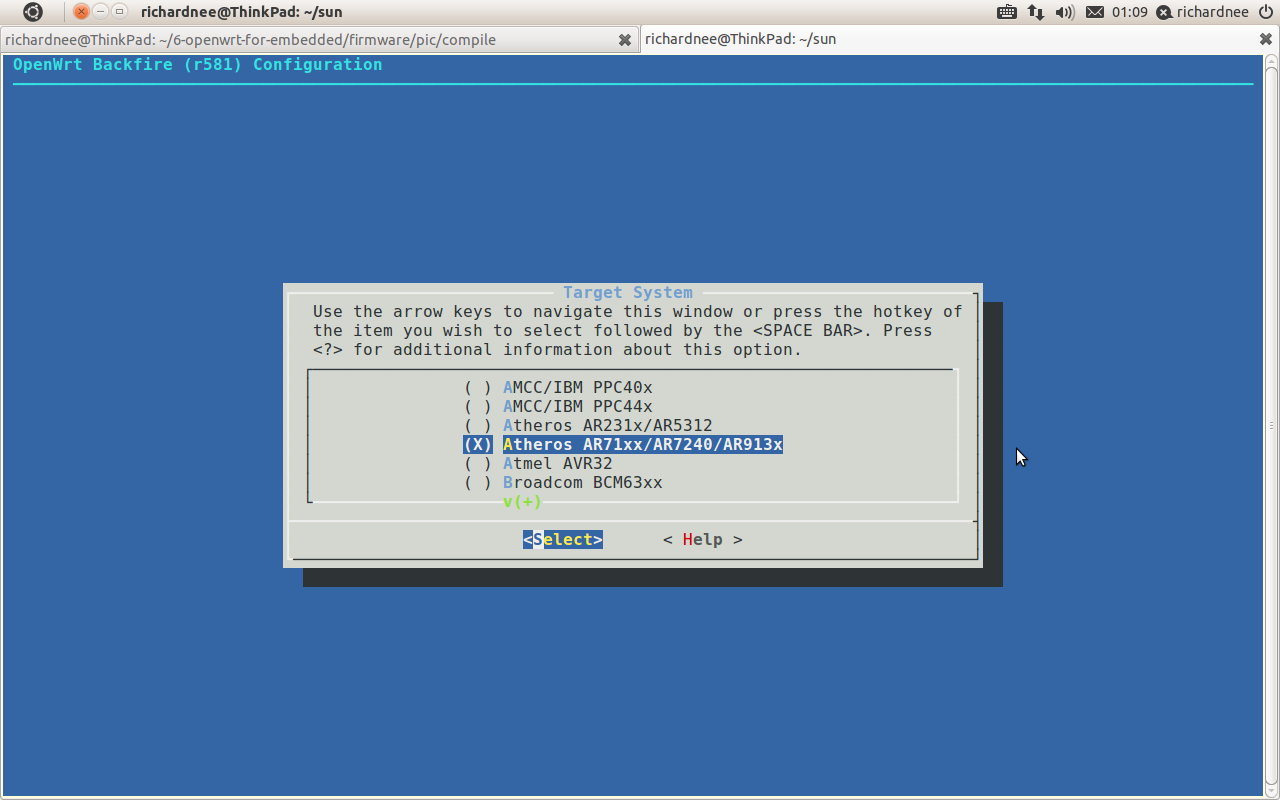 richardnee@ThinkPad: ~/sun
01:09
richardnee
richardnee@ThinkPad: ~/6-openwrt-for-embedded/firmware/pic/compile
richardnee@ThinkPad: ~/sun
OpenWrt Backfire (r581) Configuration
Target System
Use the arrow keys to navigate this window or press the hotkey of
the item you wish to select followed by the <SPACE BAR>. Press
<?> for additional information about this option.
( ) AMCC/IBM PPC40x
( ) AMCC/IBM PPC44x
( ) Atheros AR231x/AR5312
(X) Atheros AR71xx/AR7240/AR913x
( ) Atmel AVR32
( ) Broadcom BCM63xx
v(+)
<Select> < Help >